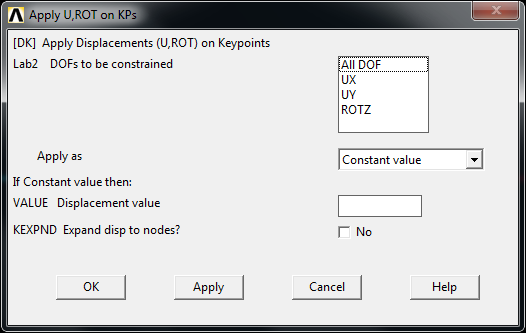 Apply U,ROT on KPs
[DK] Apply Displacements (U,ROT) on Keypoints
Lab2 DOFs to be constrained
All DOF
UX
UY
ROTZ
Apply as
Constant value
If Constant value then:
VALUE Displacement value
KEXPND Expand disp to nodes?
No
OK
Apply
Cancel
Help